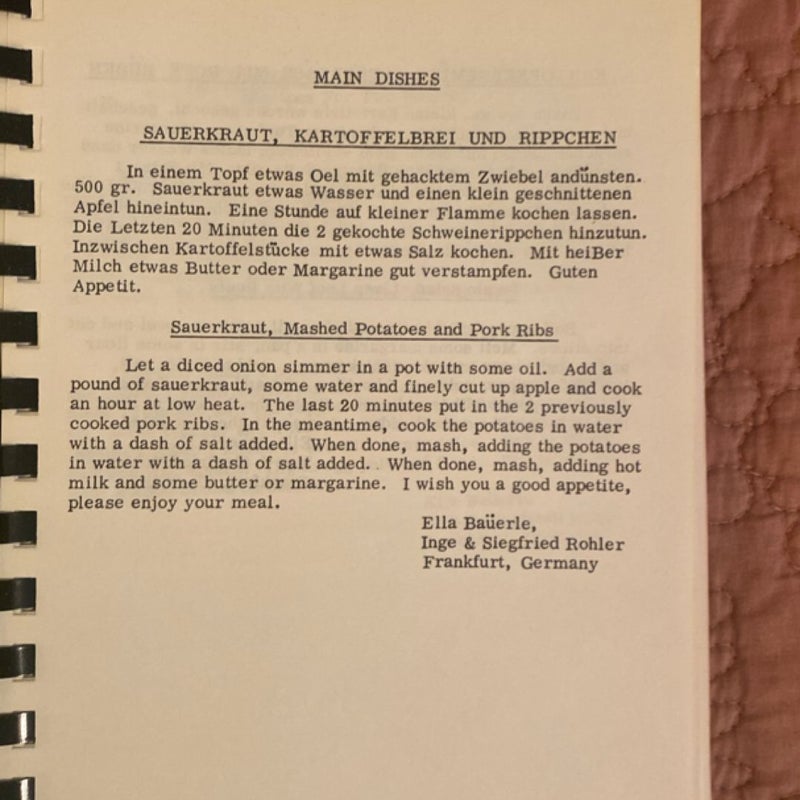 MAIN DISHES
SAUERKRAUT, KARTOFFELBREI UND RIPPCHEN
In einem Topf etwas Oel mit gehacktem Zwiebel andünsten.
500 gr. Sauerkraut etwas Wasser und einen klein geschnittenen
Apfel hineintun. Eine Stunde auf kleiner Flamme kochen lassen.
Die Letzten 20 Minuten die 2 gekochte Schweinerippchen hinzutun.
Inzwischen Kartoffelstücke mit etwas Salz kochen. Mit heiBer
Milch etwas Butter oder Margarine gut verstampfen. Guten
Appetit.
Sauerkraut, Mashed Potatoes and Pork Ribs
Let a diced onion simmer in a pot with some oil. Add a
pound of sauerkraut, some water and finely cut up apple and cook
an hour at low heat. The last 20 minutes put in the 2 previously
cooked pork ribs. In the meantime, cook the potatoes in water
with a dash of salt added. When done, mash, adding the potatoes
in water with a dash of salt added. . When done, mash, adding hot
milk and some butter or margarine. I wish you a good appetite,
please enjoy your meal.
Ella Baüerle,
Inge & Siegfried Rohler
Frankfurt, Germany